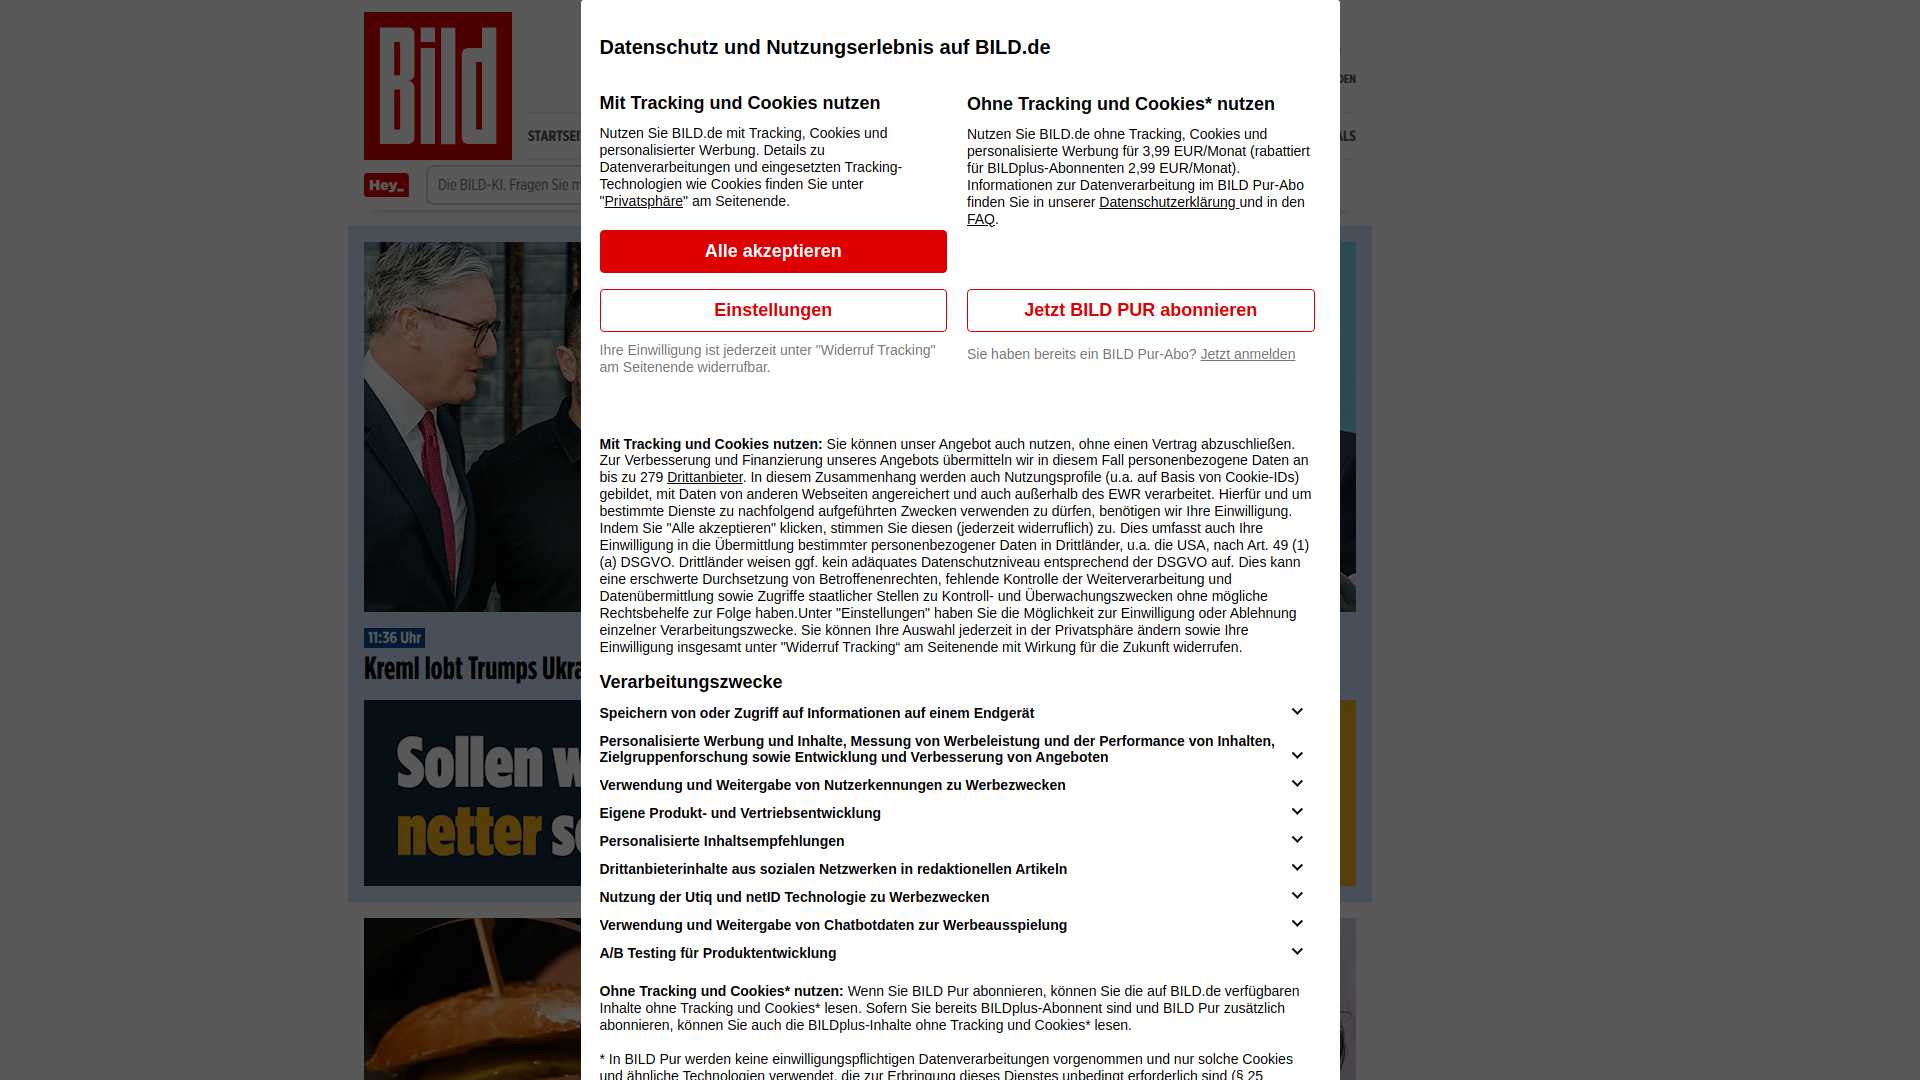 Bild
Datenschutz und Nutzungserlebnis auf BILD.de
Mit Tracking und Cookies nutzen
Nutzen Sie BILD.de mit Tracking, Cookies und
personalisierter Werbung. Details zu
Datenverarbeitungen und eingesetzten Tracking-
Technologien wie Cookies finden Sie unter
"Privatsphäre" am Seitenende.
Alle akzeptieren
Einstellungen
Ihre Einwilligung ist jederzeit unter "Widerruf Tracking"
am Seitenende widerrufbar.
Ohne Tracking und Cookies* nutzen
Nutzen Sie BILD.de ohne Tracking, Cookies und
personalisierte Werbung für 3,99 EUR/Monat (rabattiert
für BILDplus-Abonnenten 2,99 EUR/Monat).
Informationen zur Datenverarbeitung im BILD Pur-Abo
finden Sie in unserer Datenschutzerklärung und in den
FAQ.
Jetzt BILD PUR abonnieren
Sie haben bereits ein BILD Pur-Abo? Jetzt anmelden
Mit Tracking und Cookies nutzen: Sie können unser Angebot auch nutzen, ohne einen Vertrag abzuschließen.
Zur Verbesserung und Finanzierung unseres Angebots übermitteln wir in diesem Fall personenbezogene Daten an
bis zu 279 Drittanbieter. In diesem Zusammenhang werden auch Nutzungsprofile (u.a. auf Basis von Cookie-IDs)
gebildet, mit Daten von anderen Webseiten angereichert und auch außerhalb des EWR verarbeitet. Hierfür und um
bestimmte Dienste zu nachfolgend aufgeführten Zwecken verwenden zu dürfen, benötigen wir Ihre Einwilligung.
Indem Sie "Alle akzeptieren" klicken, stimmen Sie diesen (jederzeit widerruflich) zu. Dies umfasst auch Ihre
Einwilligung in die Übermittlung bestimmter personenbezogener Daten in Drittländer, u.a. die USA, nach Art. 49 (1)
(a) DSGVO. Drittländer weisen ggf. kein adäquates Datenschutzniveau entsprechend der DSGVO auf. Dies kann
eine erschwerte Durchsetzung von Betroffenenrechten, fehlende Kontrolle der Weiterverarbeitung und
Datenübermittlung sowie Zugriffe staatlicher Stellen zu Kontroll- und Überwachungszwecken ohne mögliche
Rechtsbehelfe zur Folge haben.Unter "Einstellungen" haben Sie die Möglichkeit zur Einwilligung oder Ablehnung
einzelner Verarbeitungszwecke. Sie können Ihre Auswahl jederzeit in der Privatsphäre ändern sowie Ihre
Einwilligung insgesamt unter "Widerruf Tracking“ am Seitenende mit Wirkung für die Zukunft widerrufen.
Verarbeitungszwecke
Speichern von oder Zugriff auf Informationen auf einem Endgerät
Personalisierte Werbung und Inhalte, Messung von Werbeleistung und der Performance von Inhalten,
Zielgruppenforschung sowie Entwicklung und Verbesserung von Angeboten
Verwendung und Weitergabe von Nutzerkennungen zu Werbezwecken
Eigene Produkt- und Vertriebsentwicklung
Personalisierte Inhaltsempfehlungen
Drittanbieterinhalte aus sozialen Netzwerken in redaktionellen Artikeln
Nutzung der Utiq und netID Technologie zu Werbezwecken
Verwendung und Weitergabe von Chatbotdaten zur Werbeausspielung
A/B Testing für Produktentwicklung
Ohne Tracking und Cookies* nutzen: Wenn Sie BILD Pur abonnieren, können Sie die auf BILD.de verfügbaren
Inhalte ohne Tracking und Cookies* lesen. Sofern Sie bereits BILDplus-Abonnent sind und BILD Pur zusätzlich
abonnieren, können Sie auch die BILDplus-Inhalte ohne Tracking und Cookies* lesen.
* In BILD Pur werden keine einwilligungspflichtigen Datenverarbeitungen vorgenommen und nur solche Cookies
und ähnliche Technologien verwendet, die zur Erbringung dieses Dienstes unbedingt erforderlich sind (§ 25
STARTSEI
Hey_
Die BILD-KI. Fragen Sie m
11:36 Uhr
Kreml lobt Trumps Ukra
Sollen w
netter s